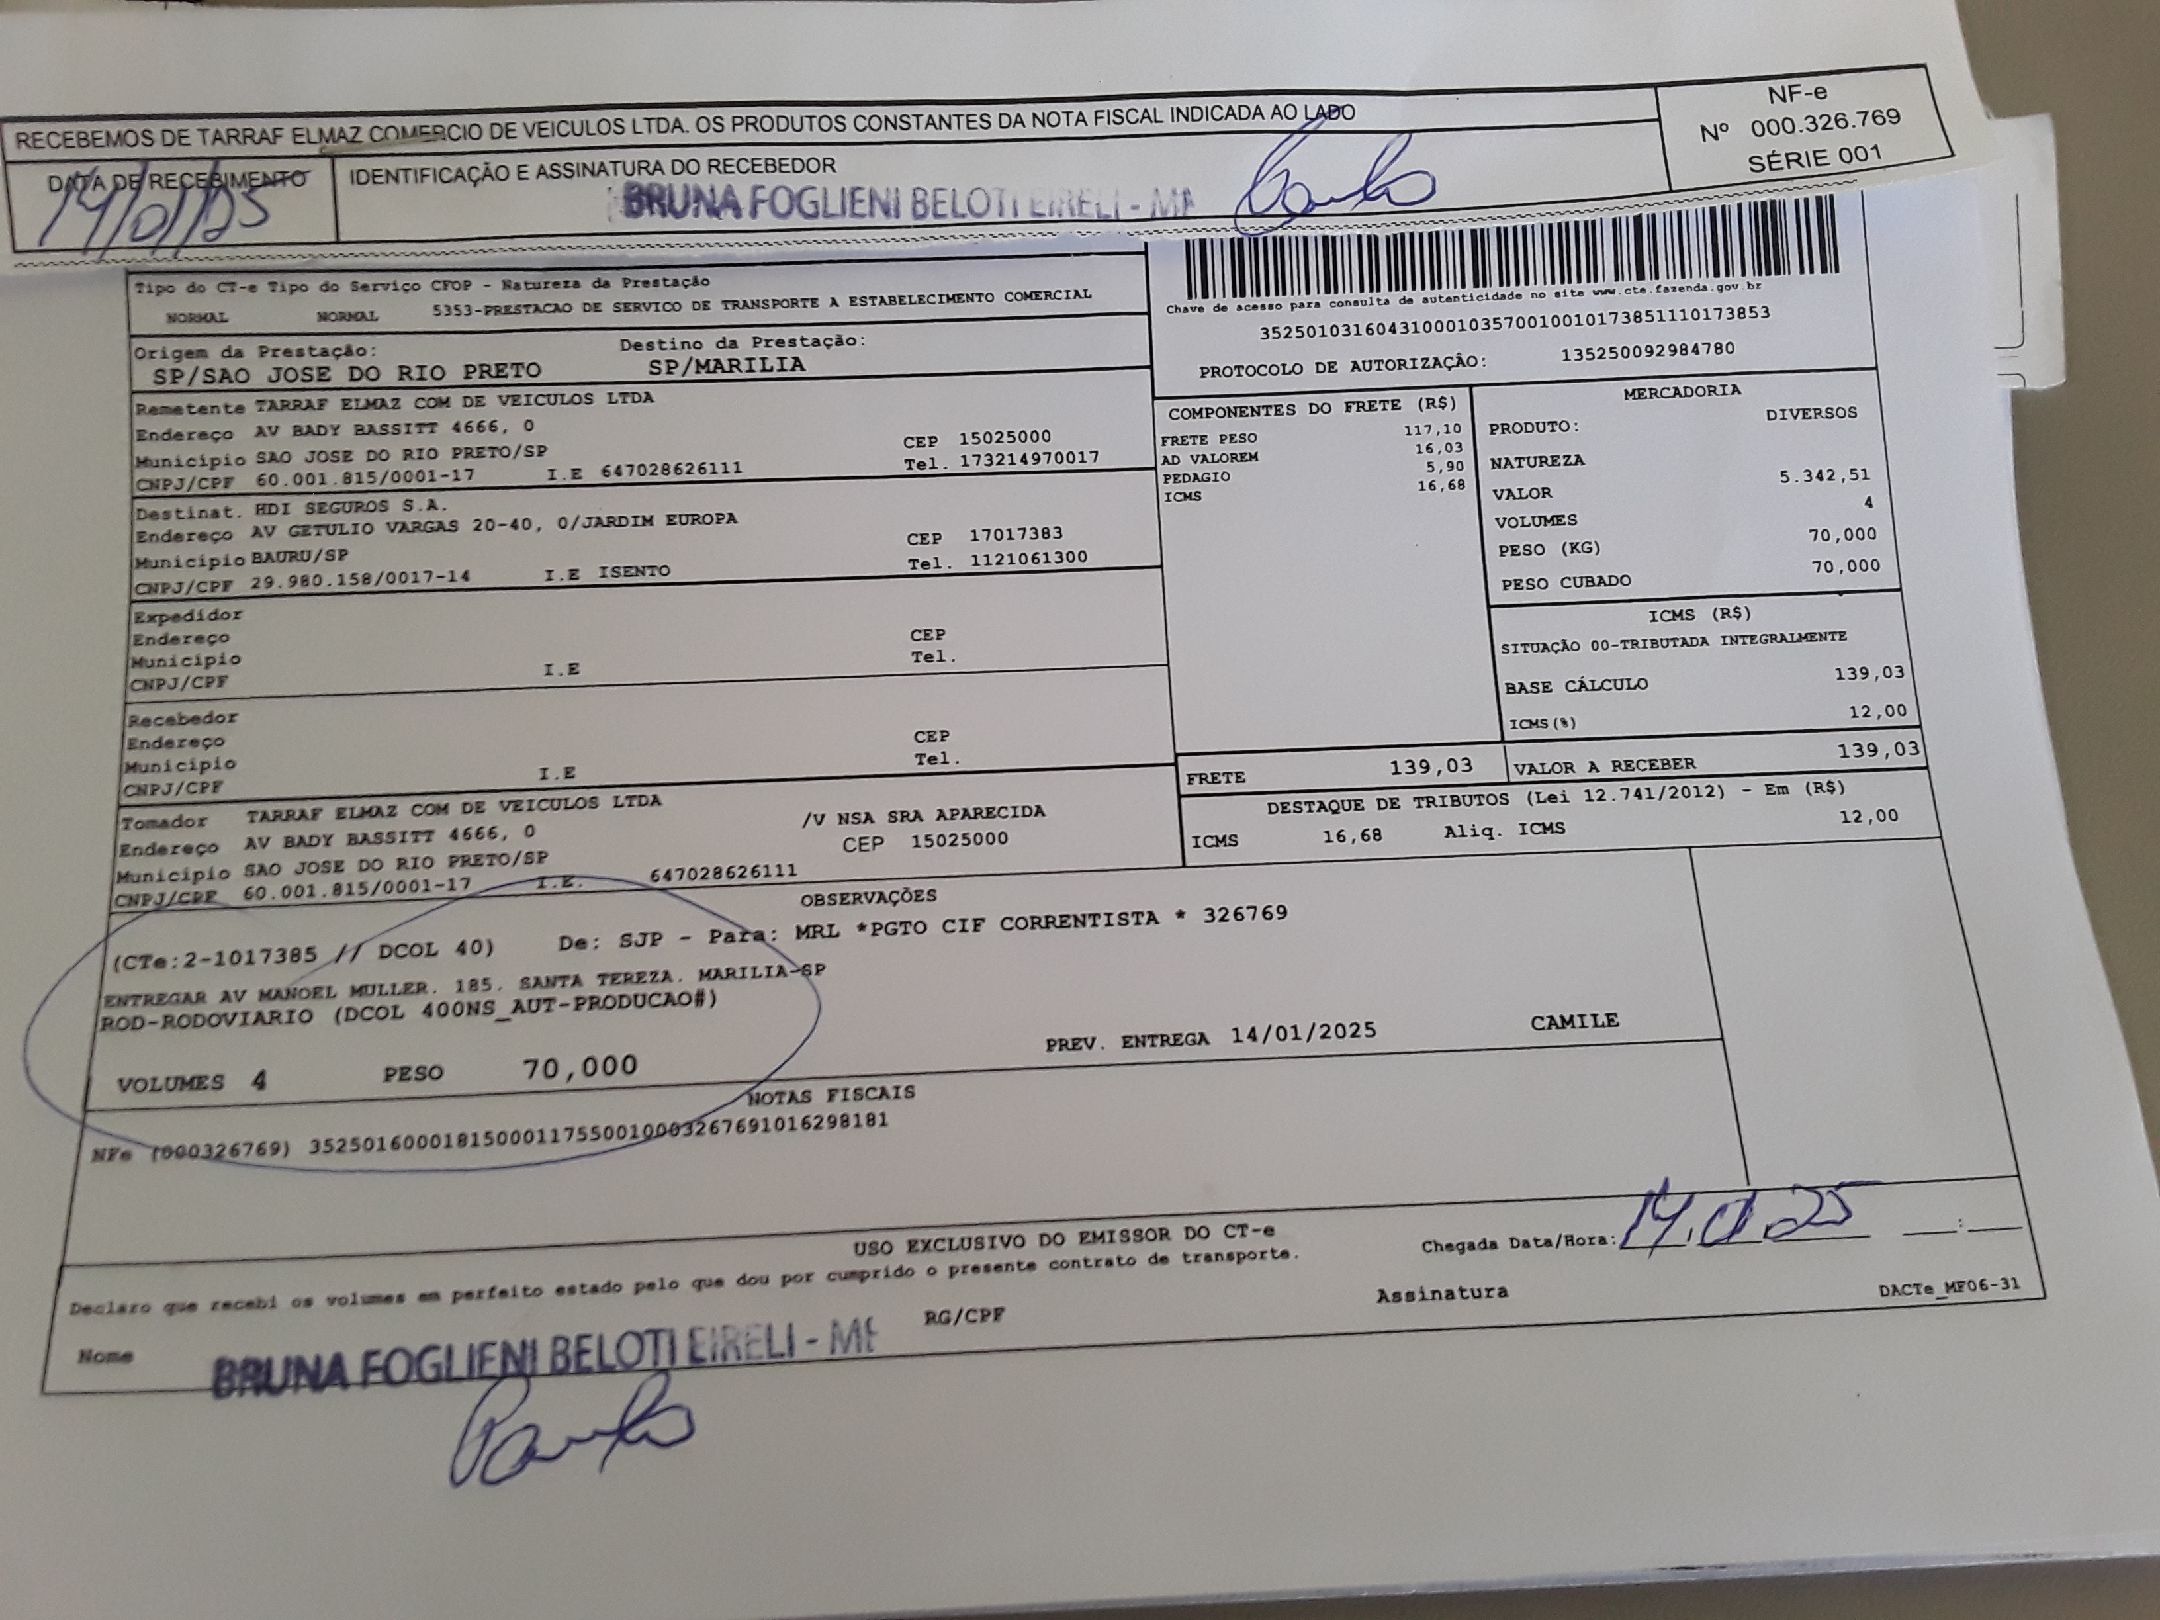 RECEBEMOS DE TARRAF ELMAZ COMERCIO DE VEICULOS LTDA. OS PRODUTOS CONSTANTES DA NOTA FISCAL INDICADA AO LADO
NF-e
Nº 000.326.769
SÉRIE 001
DATA DE RECEBIMENTO
14/01/25
IDENTIFICAÇÃO E ASSINATURA DO RECEBEDOR
BRUNA FOGLIENI BELOTI EIRELI - ME
Tipo do CT-e Tipo do Serviço CFOP - Natureza da Prestação
NORMAL NORMAL 5353-PRESTACAO DE SERVICO DE TRANSPORTE A ESTABELECIMENTO COMERCIAL
Chave de acesso para consulta de autenticidade no site www.cte.fazenda.gov.br
35250103160431000103570010010173851110173853
PROTOCOLO DE AUTORIZAÇÃO: 135250092984780
Origem da Prestação: Destino da Prestação:
SP/SAO JOSE DO RIO PRETO SP/MARILIA
Remetente TARRAF ELMAZ COM DE VEICULOS LTDA
Endereço AV BADY BASSITT 4666, 0 CEP 15025000
Município SAO JOSE DO RIO PRETO/SP Tel. 173214970017
CNPJ/CPF 60.001.815/0001-17 I.E 647028626111
Destinat. HDI SEGUROS S.A.
Endereço AV GETULIO VARGAS 20-40, 0/JARDIM EUROPA CEP 17017383
Município BAURU/SP Tel. 1121061300
CNPJ/CPF 29.980.158/0017-14 I.E ISENTO
Expedidor
Endereço CEP
Município Tel.
CNPJ/CPF I.E
Recebedor
Endereço CEP
Município Tel.
CNPJ/CPF I.E
Tomador TARRAF ELMAZ COM DE VEICULOS LTDA
Endereço AV BADY BASSITT 4666, 0 /V NSA SRA APARECIDA
Município SAO JOSE DO RIO PRETO/SP CEP 15025000
CNPJ/CPF 60.001.815/0001-17 I.E. 647028626111
COMPONENTES DO FRETE (R$)
FRETE PESO 117,10
AD VALOREM 16,03
PEDAGIO 5,90
ICMS 16,68
MERCADORIA
PRODUTO: DIVERSOS
NATUREZA
VALOR 5.342,51
VOLUMES 4
PESO (KG) 70,000
PESO CUBADO 70,000
ICMS (R$)
SITUAÇÃO 00-TRIBUTADA INTEGRALMENTE
BASE CÁLCULO 139,03
ICMS(%) 12,00
FRETE 139,03 VALOR A RECEBER 139,03
DESTAQUE DE TRIBUTOS (Lei 12.741/2012) - Em (R$)
ICMS 16,68 Aliq. ICMS 12,00
OBSERVAÇÕES
(CTe:2-1017385 // DCOL 40) De: SJP - Para: MRL *PGTO CIF CORRENTISTA * 326769
ENTREGAR AV MANOEL MULLER. 185. SANTA TEREZA. MARILIA-SP
ROD-RODOVIARIO (DCOL 400NS_AUT-PRODUCAO#)
PREV. ENTREGA 14/01/2025 CAMILE
VOLUMES 4 PESO 70,000
NOTAS FISCAIS
NFe (000326769) 35250160001815000117550010003267691016298181
USO EXCLUSIVO DO EMISSOR DO CT-e
Chegada Data/Hora: 14.01.25 __:__
Declaro que recebi os volumes em perfeito estado pelo que dou por cumprido o presente contrato de transporte.
Nome RG/CPF Assinatura DACTe_MF06-31
BRUNA FOGLIENI BELOTI EIRELI - ME